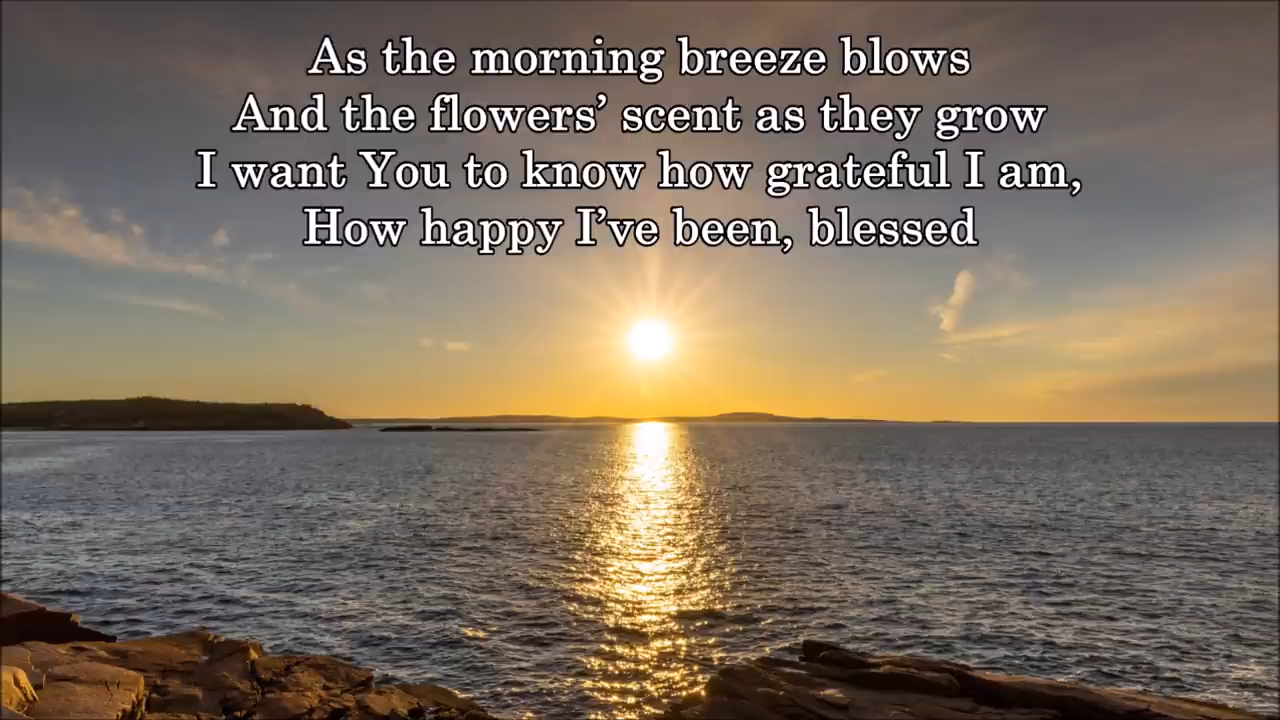 As the morning breeze blows
And the flowers’ scent as they grow
I want You to know how grateful I am,
How happy I’ve been, blessed